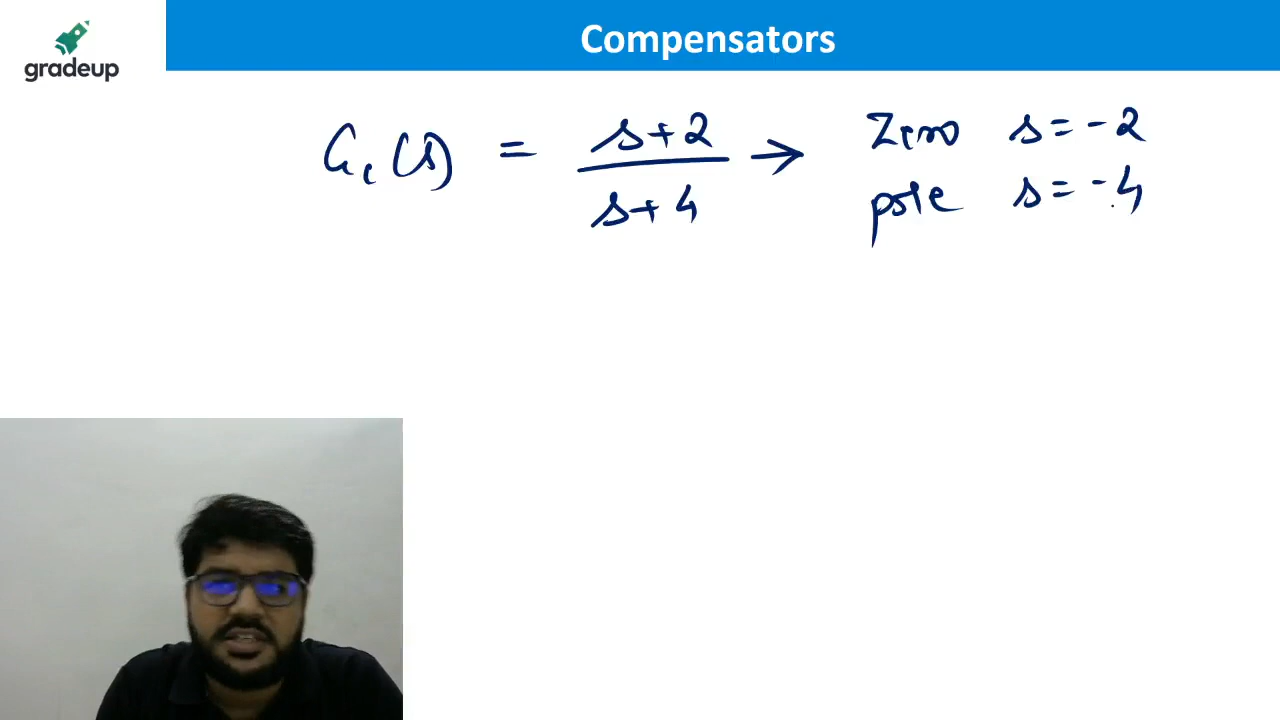 Compensators
gradeup
Gc(s) = s+2 / s+4 → Zero s = -2
pole s = -4